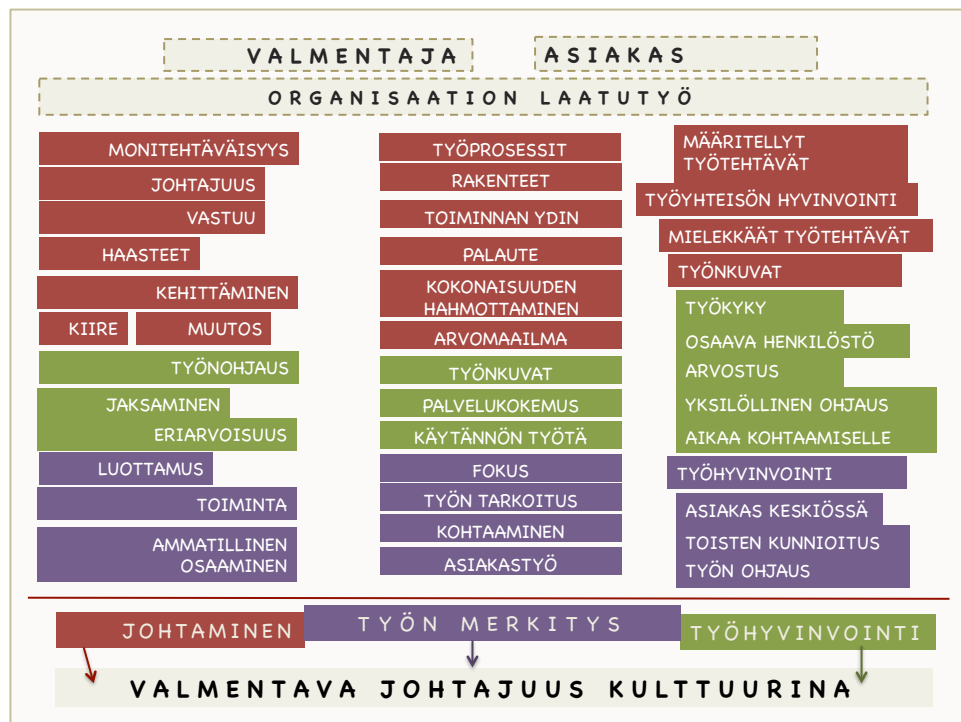 VALMENTAJA
ASIAKAS
ORGANISAATION LAATUTYÖ
MONITEHTÄVÄISYYS
JOHTAJUUS
VASTUU
HAASTEET
KEHITTÄMINEN
KIIRE
MUUTOS
TYÖNOHJAUS
JAKSAMINEN
ERIARVOISUUS
LUOTTAMUS
TOIMINTA
AMMATILLINEN
OSAAMINEN
TYÖPROSESSIT
RAKENTEET
TOIMINNAN YDIN
PALAUTE
KOKONAISUUDEN
HAHMOTTAMINEN
ARVOMAAILMA
TYÖNKUVAT
PALVELUKOKEMUS
KÄYTÄNNÖN TYÖTÄ
FOKUS
TYÖN TARKOITUS
KOHTAAMINEN
ASIAKASTYÖ
MÄÄRITELLYT
TYÖTEHTÄVÄT
TYÖYHTEISÖN HYVINVOINTI
MIELEKKÄÄT TYÖTEHTÄVÄT
TYÖNKUVAT
TYÖKYKY
OSAAVA HENKILÖSTÖ
ARVOSTUS
YKSILÖLLINEN OHJAUS
AIKAA KOHTAAMISELLE
TYÖHYVINVOINTI
ASIAKAS KESKIÖSSÄ
TOISTEN KUNNIOITUS
TYÖN OHJAUS
JOHTAMINEN
TYÖN MERKITYS
TYÖHYVINVOINTI
VALMENTAVA JOHTAJUUS KULTTUURINA